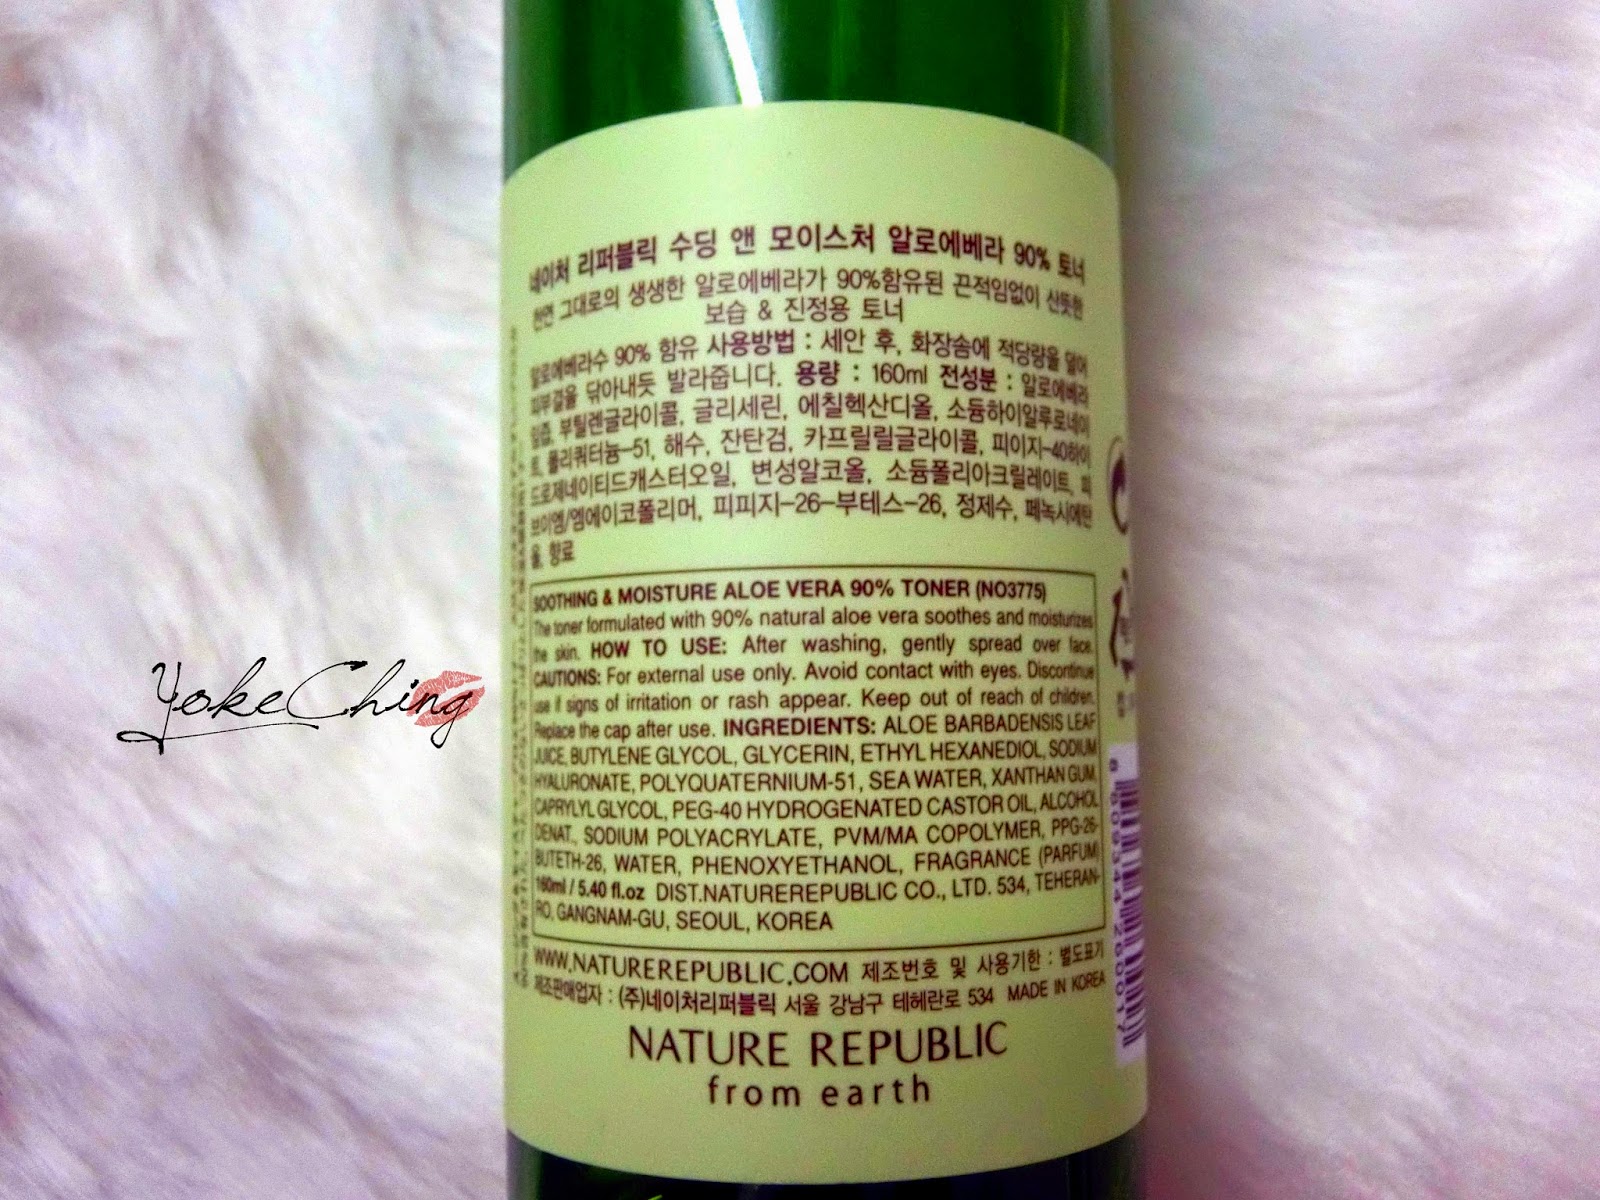 네이처 리퍼블릭 수딩 앤 모이스처 알로에베라 90% 토너
천연 그대로의 생생한 알로에베라가 90%함유된 끈적임없이 산뜻한
보습 & 진정용 토너
알로에베라수 90% 함유 사용방법 : 세안 후, 화장솜에 적당량을 덜어
피부결을 닦아내듯 발라줍니다. 용량 : 160ml 전성분 : 알로에베라
잎즙, 부틸렌글라이콜, 글리세린, 에칠헥산디올, 소듐하이알루로네이
트, 폴리쿼터늄-51, 해수, 잔탄검, 카프릴릴글라이콜, 피이지-40하이
드로제네이티드캐스터오일, 변성알코올, 소듐폴리아크릴레이트, 피
브이엠/엠에이코폴리머, 피피지-26-부테스-26, 정제수, 페녹시에탄
올, 향료
SOOTHING & MOISTURE ALOE VERA 90% TONER (NO3775)
The toner formulated with 90% natural aloe vera soothes and moisturizes
the skin. HOW TO USE: After washing, gently spread over face.
CAUTIONS: For external use only. Avoid contact with eyes. Discontinue
use if signs of irritation or rash appear. Keep out of reach of children.
Replace the cap after use. INGREDIENTS: ALOE BARBADENSIS LEAF
JUICE, BUTYLENE GLYCOL, GLYCERIN, ETHYL HEXANEDIOL, SODIUM
HYALURONATE, POLYQUATERNIUM-51, SEA WATER, XANTHAN GUM,
CAPRYLYL GLYCOL, PEG-40 HYDROGENATED CASTOR OIL, ALCOHOL
DENAT., SODIUM POLYACRYLATE, PVM/MA COPOLYMER, PPG-26-
BUTETH-26, WATER, PHENOXYETHANOL, FRAGRANCE (PARFUM)
160ml / 5.40 fl.oz DIST.NATUREREPUBLIC CO., LTD. 534, TEHERAN-
RO, GANGNAM-GU, SEOUL, KOREA
WWW.NATUREREPUBLIC.COM 제조번호 및 사용기한 : 별도표기
제조판매업자 : (주)네이처리퍼블릭 서울 강남구 테헤란로 534 MADE IN KOREA
NATURE REPUBLIC
from earth
YokeChing